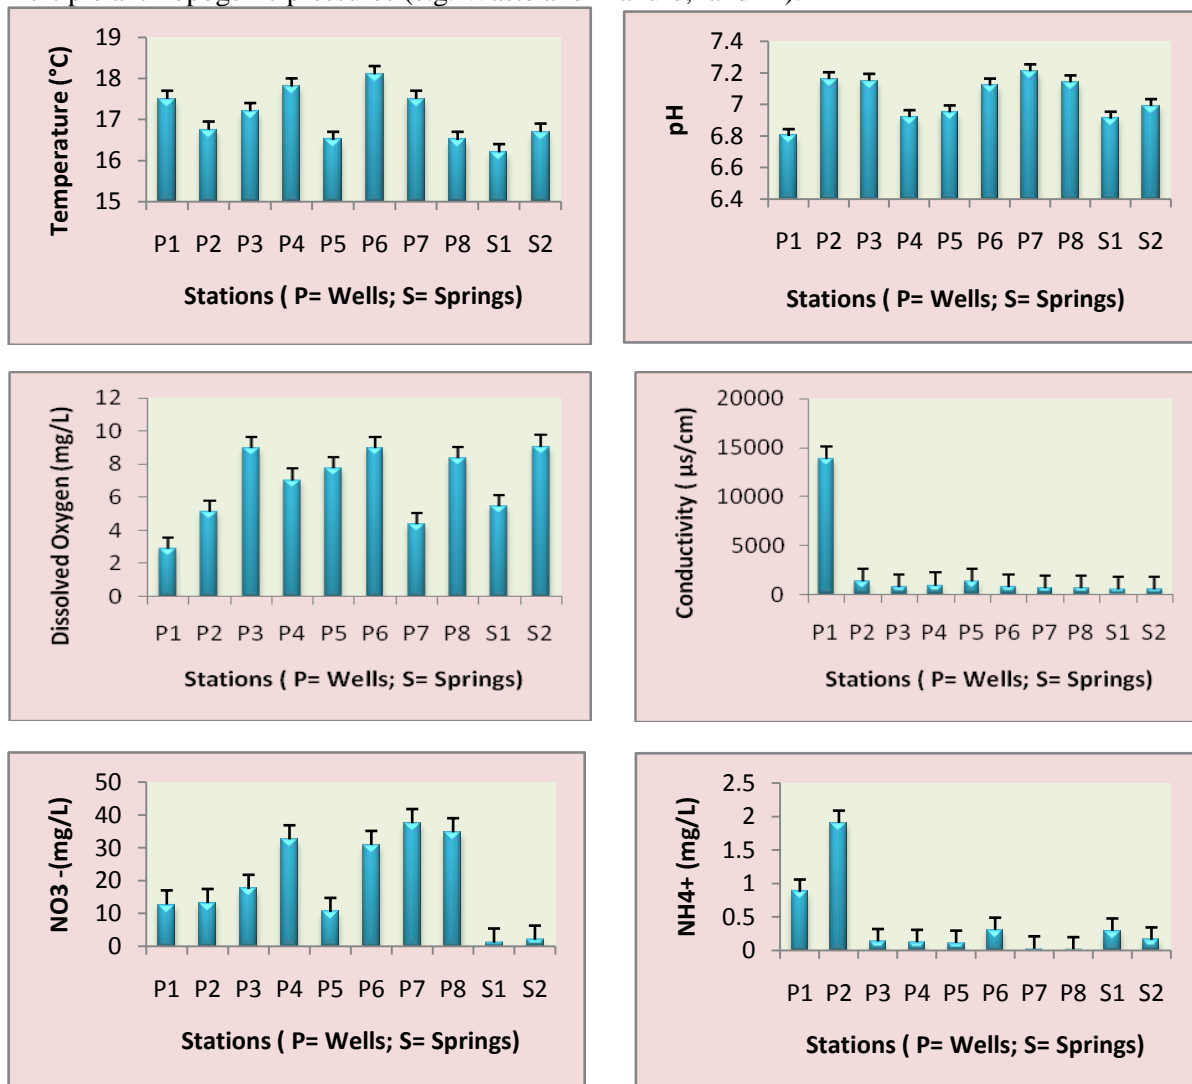 Temperature (°C)
19
18
17
16
15
P1 P2 P3 P4 P5 P6 P7 P8 S1 S2
Stations ( P= Wells; S= Springs)
pH
7.4
7.2
7
6.8
6.6
6.4
P1 P2 P3 P4 P5 P6 P7 P8 S1 S2
Stations ( P= Wells; S= Springs)
Dissolved Oxygen (mg/L)
12
10
8
6
4
2
0
P1 P2 P3 P4 P5 P6 P7 P8 S1 S2
Stations ( P= Wells; S= Springs)
Conductivity ( µs/cm)
20000
15000
10000
5000
0
P1 P2 P3 P4 P5 P6 P7 P8 S1 S2
Stations ( P= Wells; S= Springs)
NO3 -(mg/L)
50
40
30
20
10
0
P1 P2 P3 P4 P5 P6 P7 P8 S1 S2
Stations ( P= Wells; S= Springs)
NH4+ (mg/L)
2.5
2
1.5
1
0.5
0
P1 P2 P3 P4 P5 P6 P7 P8 S1 S2
Stations ( P= Wells; S= Springs)